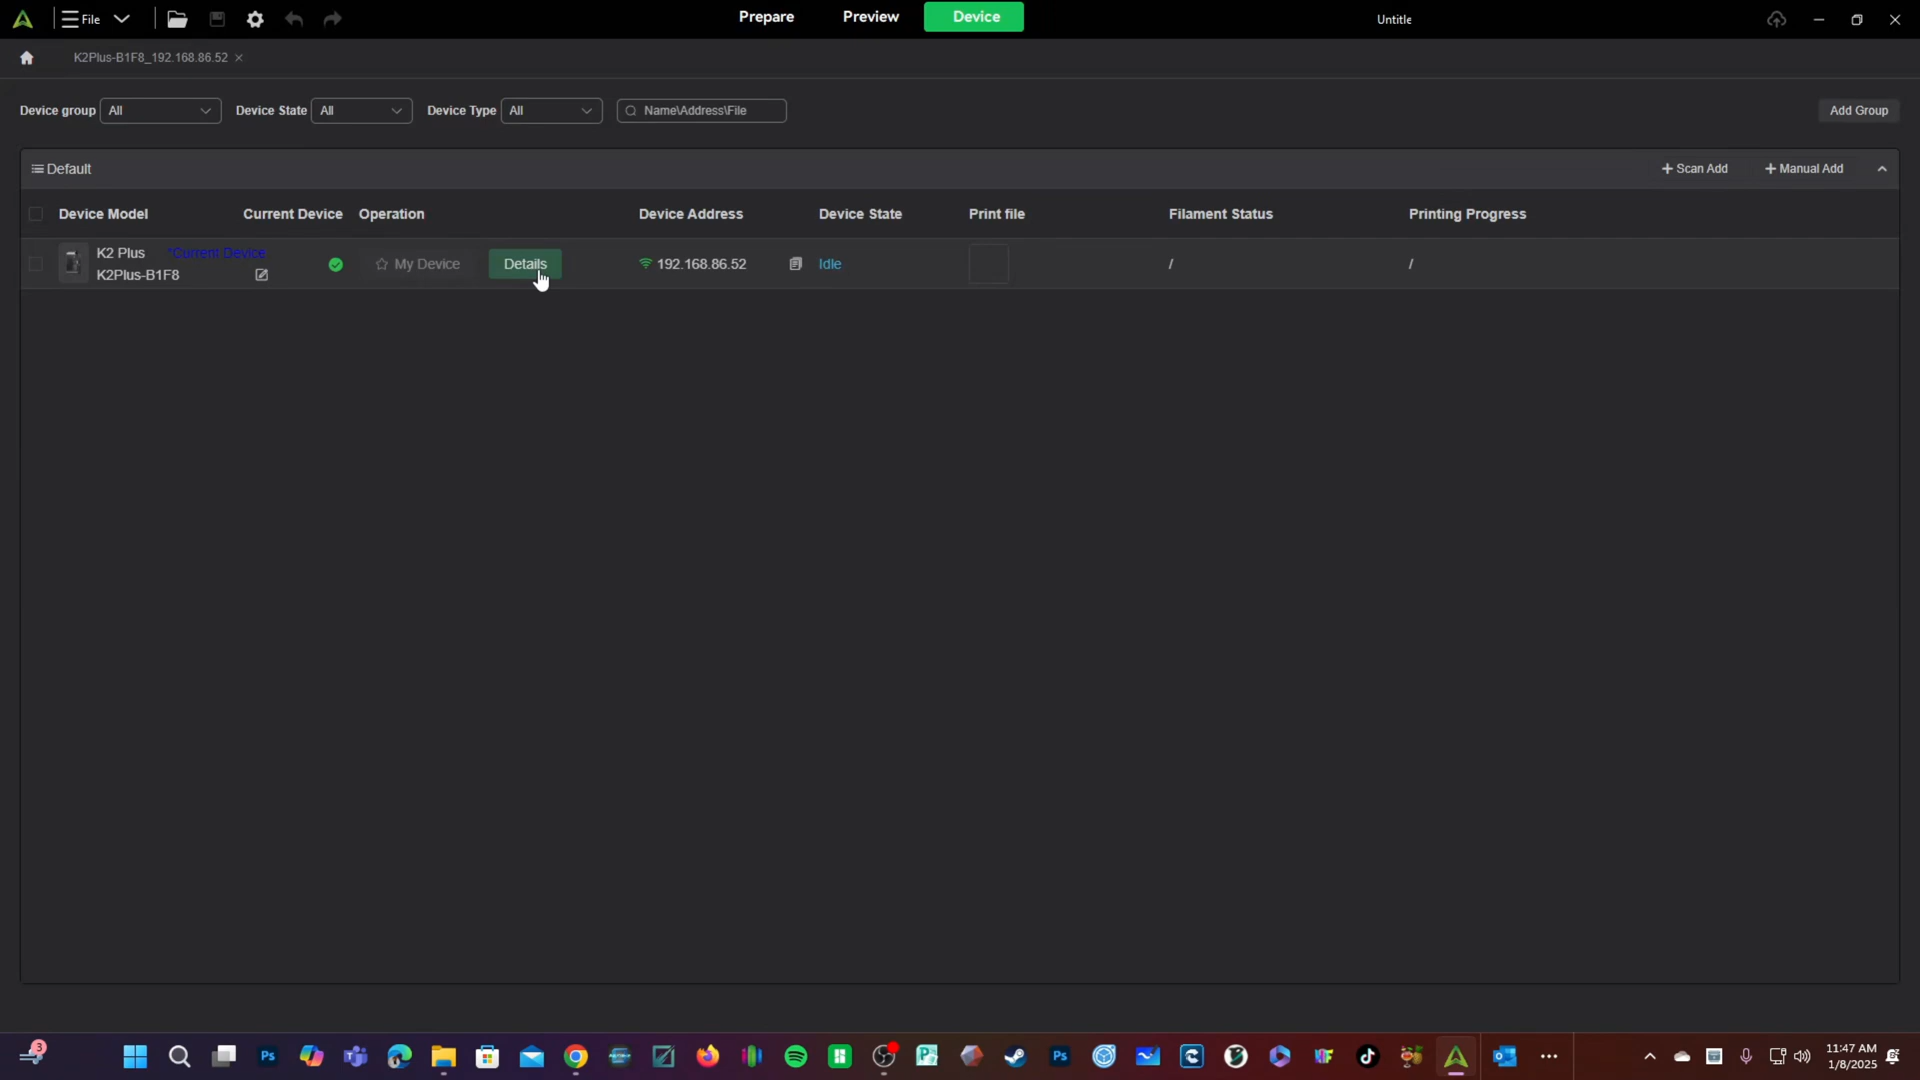 File Prepare Preview Device Untitle
K2Plus-B1F8_192.168.86.52
Device group All Device State All Device Type All Name\Address\File Add Group
Default Scan Add Manual Add
Device Model Current Device Operation Device Address Device State Print file Filament Status Printing Progress
K2 Plus *Current Device
K2Plus-B1F8 My Device Details 192.168.86.52 Idle / /
3 11:47 AM
1/8/2025